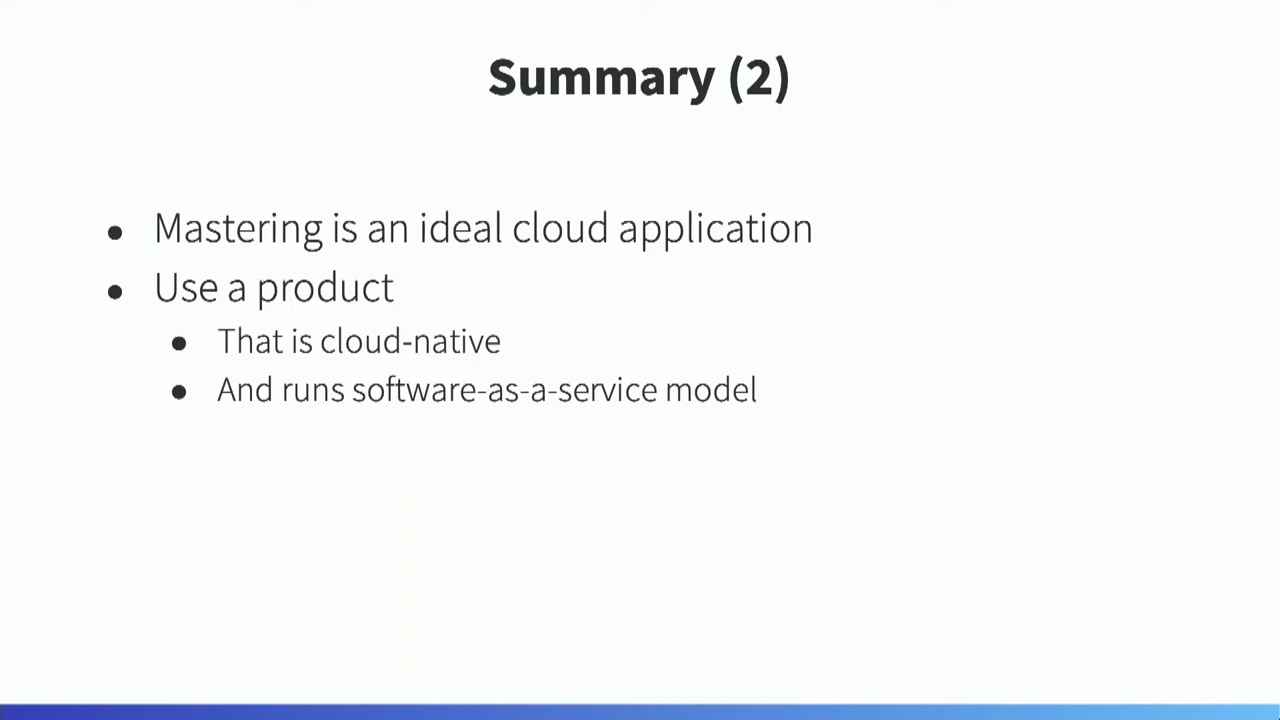 Summary (2)
• Mastering is an ideal cloud application
• Use a product
• That is cloud-native
• And runs software-as-a-service model